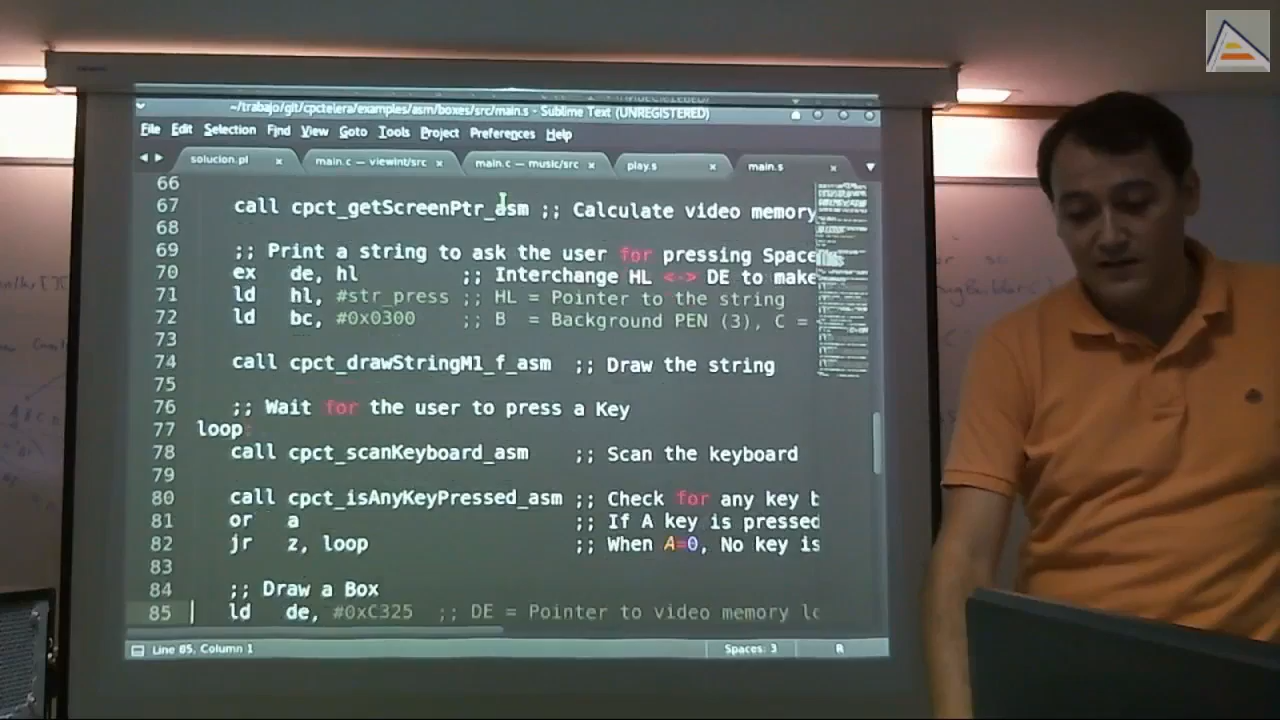 ~/trabajo/git/cpctelera/examples/asm/boxes/src/main.s - Sublime Text (UNREGISTERED)
File Edit Selection Find View Goto Tools Project Preferences Help
solucion.pl main.c — viewint/src main.c — music/src play.s main.s
66
67 call cpct_getScreenPtr_asm ;; Calculate video memory
68
69 ;; Print a string to ask the user for pressing Space
70 ex de, hl ;; Interchange HL <-> DE to make
71 ld hl, #str_press ;; HL = Pointer to the string
72 ld bc, #0x0300 ;; B = Background PEN (3), C =
73
74 call cpct_drawStringM1_f_asm ;; Draw the string
75
76 ;; Wait for the user to press a Key
77 loop:
78 call cpct_scanKeyboard_asm ;; Scan the keyboard
79
80 call cpct_isAnyKeyPressed_asm ;; Check for any key b
81 or a ;; If A key is pressed
82 jr z, loop ;; When A=0, No key is
83
84 ;; Draw a Box
85 ld de, #0xC325 ;; DE = Pointer to video memory lo
Line 85, Column 1 Spaces: 3 R